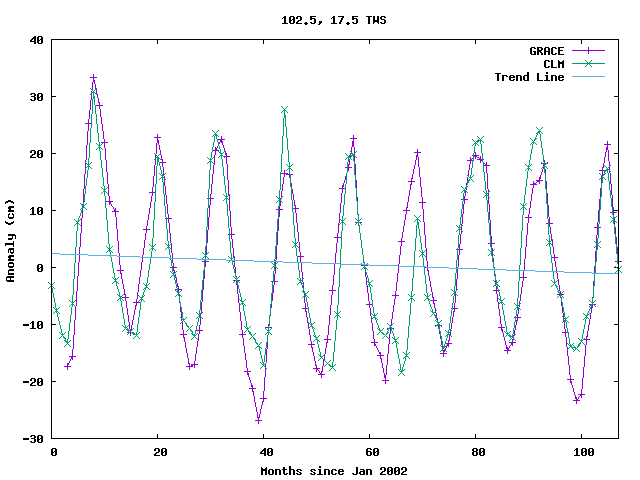 102.5, 17.5 TWS
GRACE
CLM
Trend Line
40
30
20
10
0
-10
-20
-30
Anomaly (cm)
0 20 40 60 80 100
Months since Jan 2002